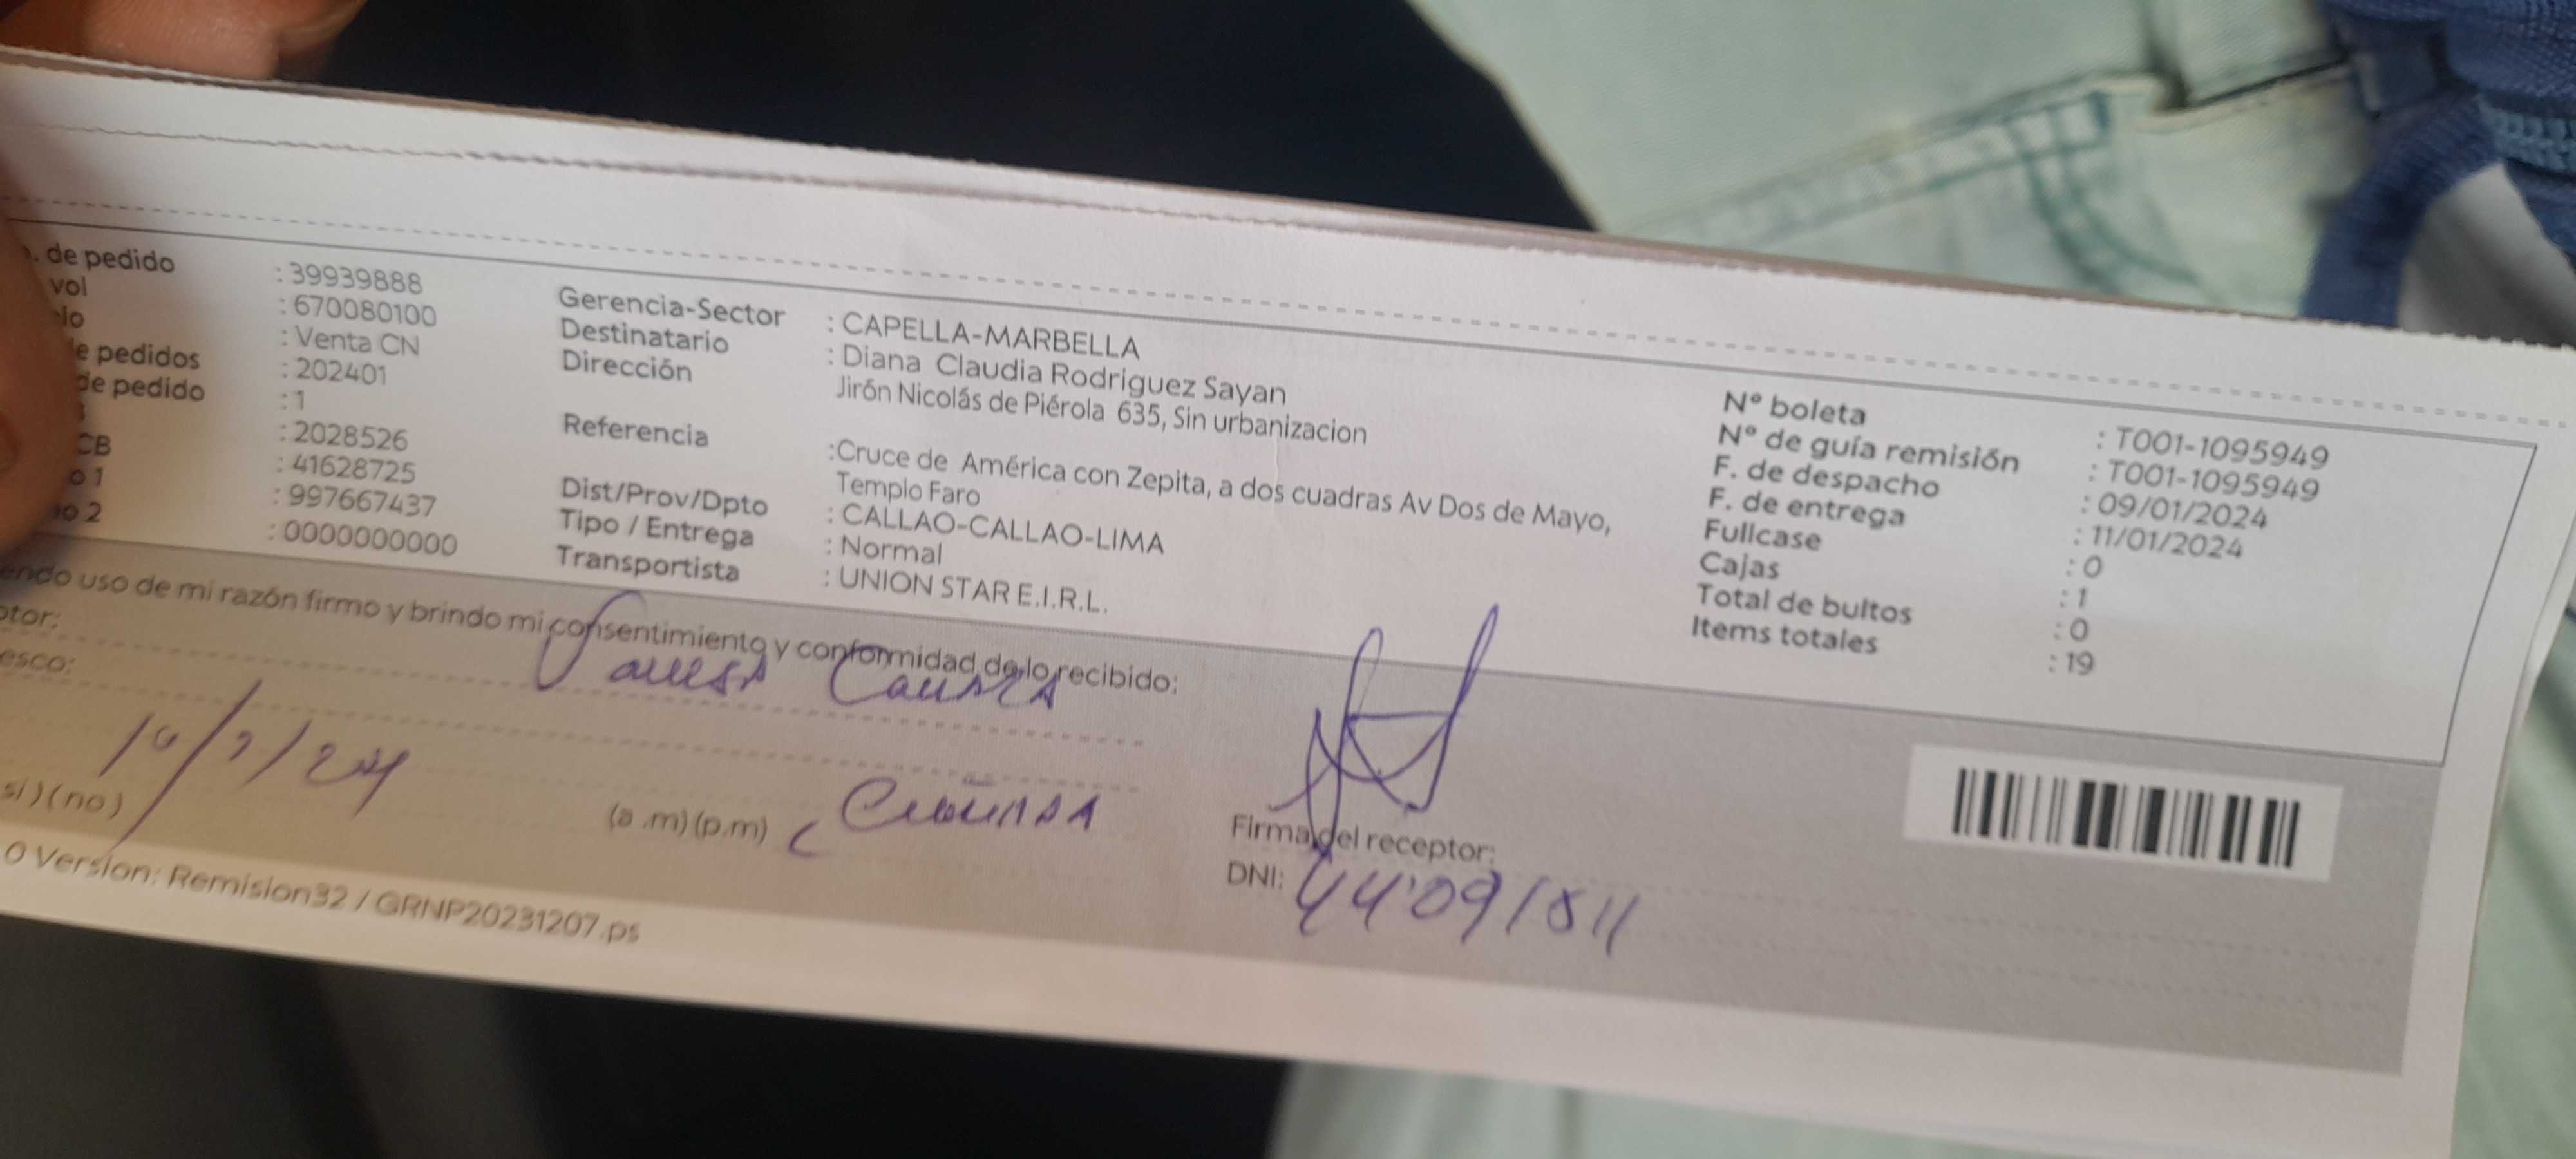 . de pedido : 39939888
vol : 670080100
elo : Venta CN
e pedidos : 202401
de pedido : 1
: 2028526
CB : 41628725
o 1 : 997667437
no 2 : 0000000000
Gerencia-Sector : CAPELLA-MARBELLA
Destinatario : Diana Claudia Rodriguez Sayan
Dirección Jirón Nicolás de Piérola 635, Sin urbanizacion
Referencia :Cruce de América con Zepita, a dos cuadras Av Dos de Mayo,
Templo Faro
Dist/Prov/Dpto : CALLAO-CALLAO-LIMA
Tipo / Entrega : Normal
Transportista : UNION STAR E.I.R.L.
Nº boleta : T001-1095949
Nº de guía remisión : T001-1095949
F. de despacho : 09/01/2024
F. de entrega : 11/01/2024
Fullcase : 0
Cajas : 1
Total de bultos : 0
Items totales : 19
endo uso de mi razón firmo y brindo mi consentimiento y conformidad de lo recibido:
ptor:
esco:
si ) ( no )
(a .m) (p.m) Cuñada
Firma del receptor:
DNI:
0 Version: Remision32 / GRNP20231207.ps